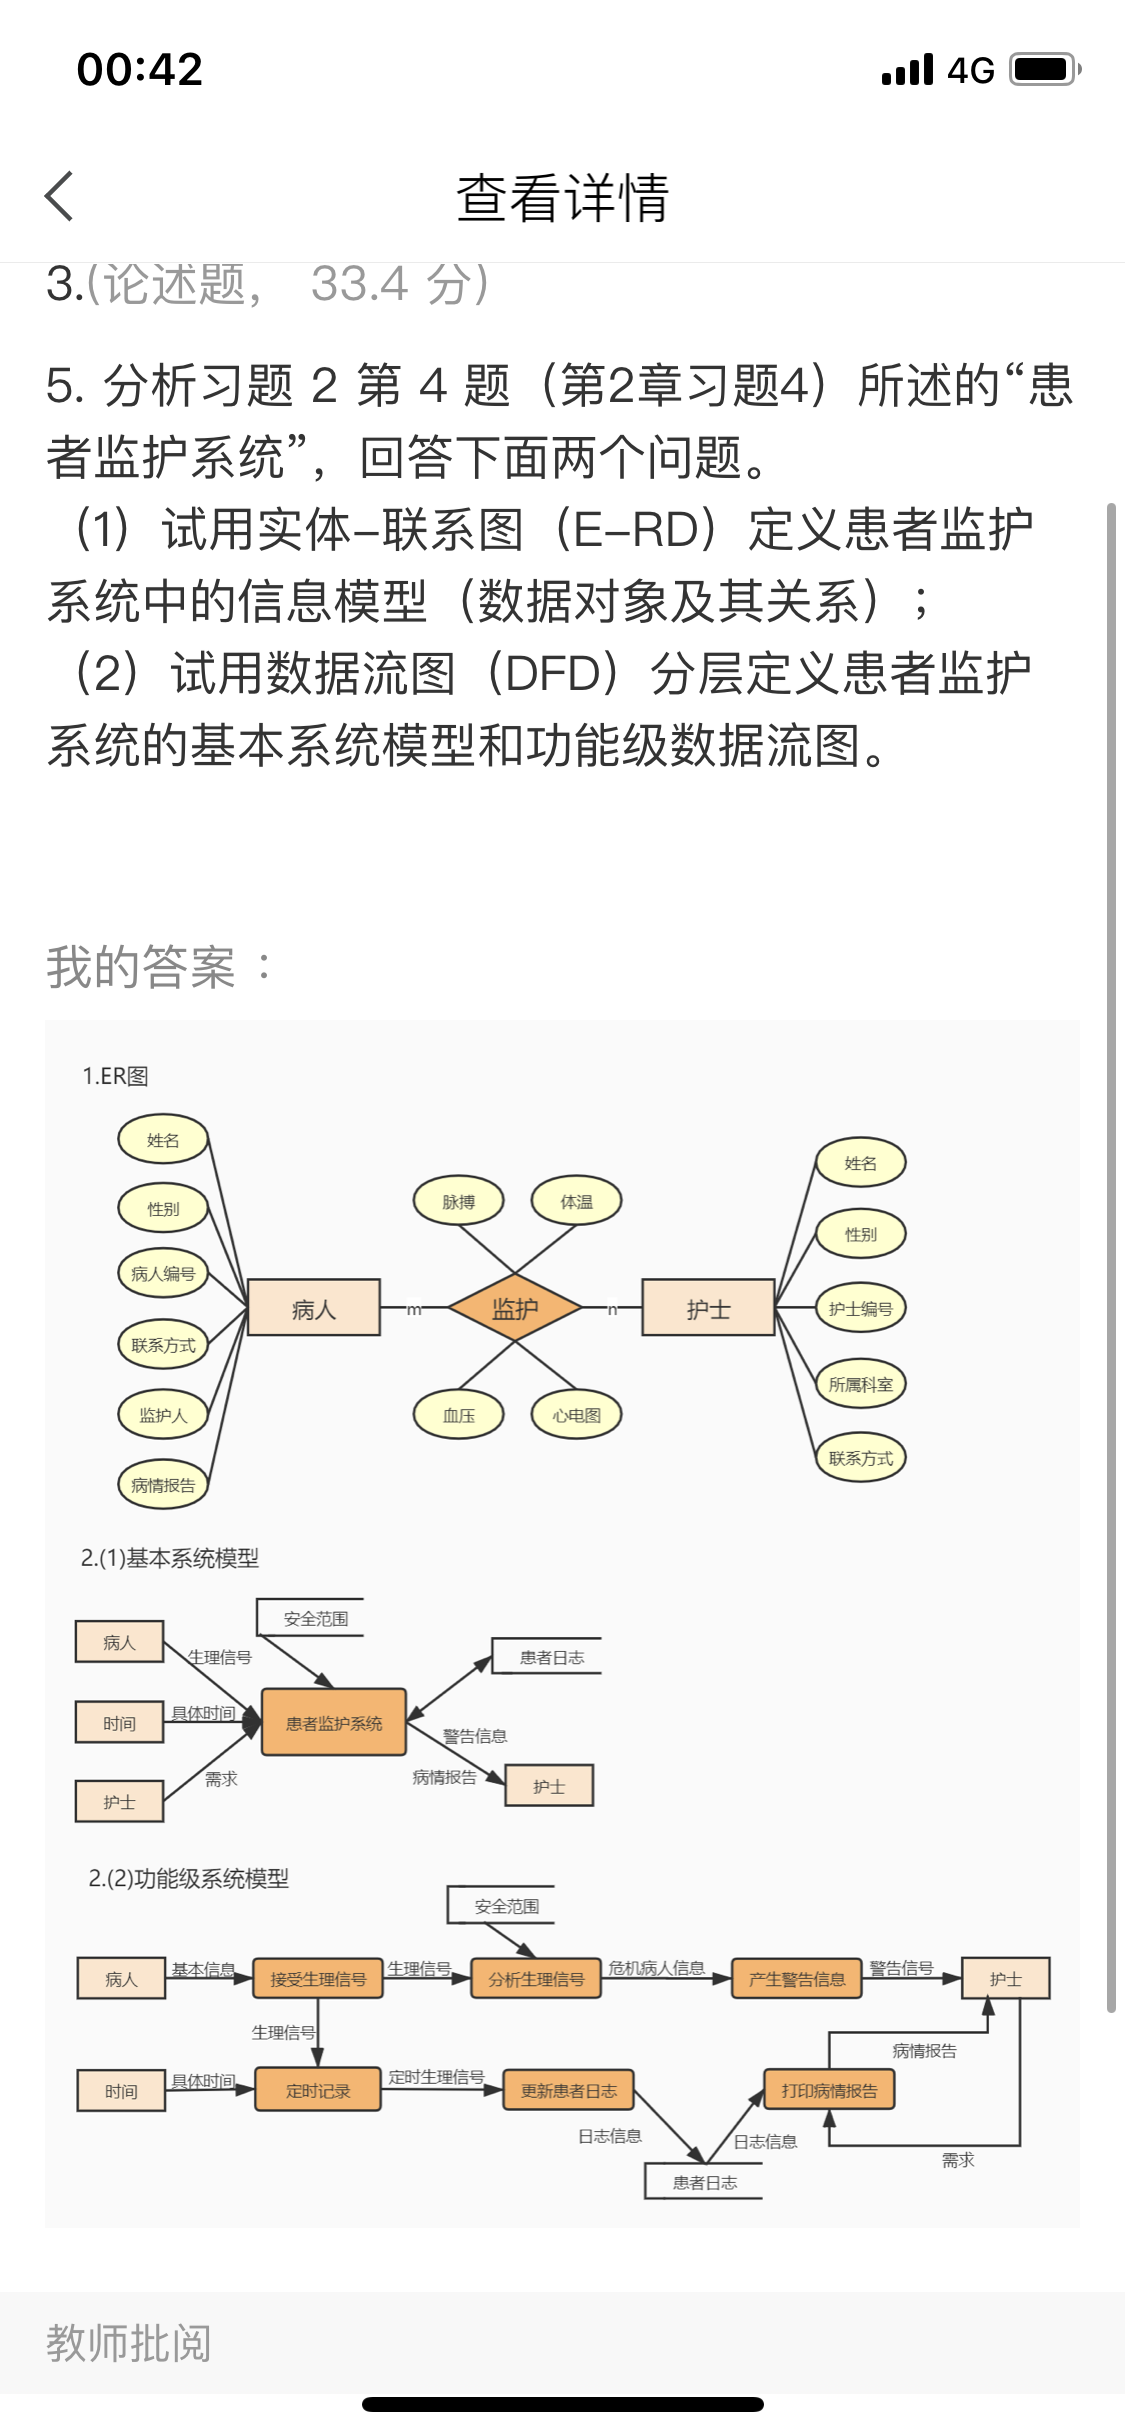 00:42
4G
查看详情
3.(论述题， 33.4 分)
5. 分析习题 2 第 4 题（第2章习题4）所述的“患
者监护系统”，回答下面两个问题。
（1）试用实体-联系图（E-RD）定义患者监护
系统中的信息模型（数据对象及其关系）；
（2）试用数据流图（DFD）分层定义患者监护
系统的基本系统模型和功能级数据流图。
我的答案：
1.ER图
姓名
性别
病人编号
联系方式
监护人
病情报告
病人
m
脉搏
体温
监护
血压
心电图
n
护士
姓名
性别
护士编号
所属科室
联系方式
2.(1)基本系统模型
安全范围
病人
生理信号
患者日志
时间
具体时间
患者监护系统
警告信息
护士
需求
病情报告
护士
2.(2)功能级系统模型
安全范围
病人
基本信息
接受生理信号
生理信号
分析生理信号
危机病人信息
产生警告信息
警告信号
护士
生理信号
病情报告
时间
具体时间
定时记录
定时生理信号
更新患者日志
打印病情报告
日志信息
日志信息
需求
患者日志
教师批阅